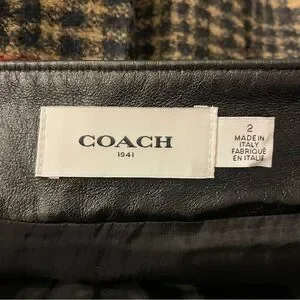 COACH
1941
2
MADE IN
ITALY
FABRIQUÉ
EN ITALIE